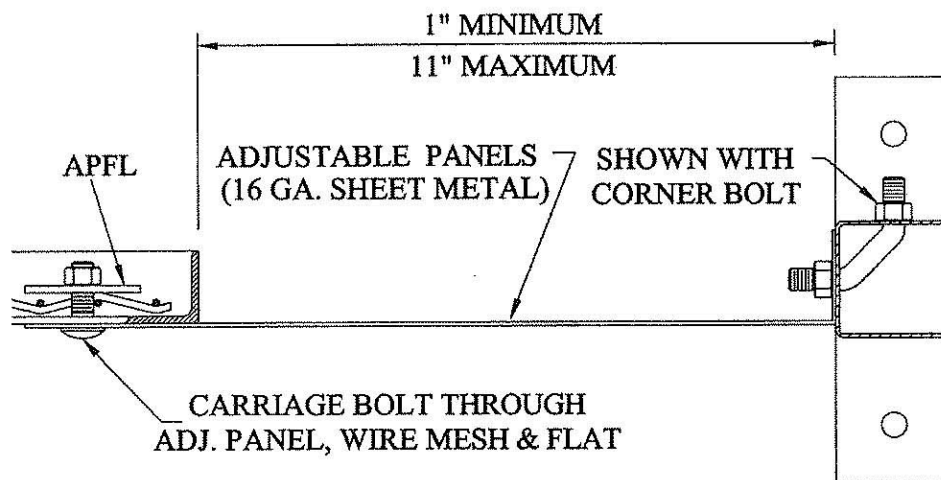 1" MINIMUM
11" MAXIMUM
APFL
ADJUSTABLE PANELS
(16 GA. SHEET METAL)
SHOWN WITH
CORNER BOLT
CARRIAGE BOLT THROUGH
ADJ. PANEL, WIRE MESH & FLAT